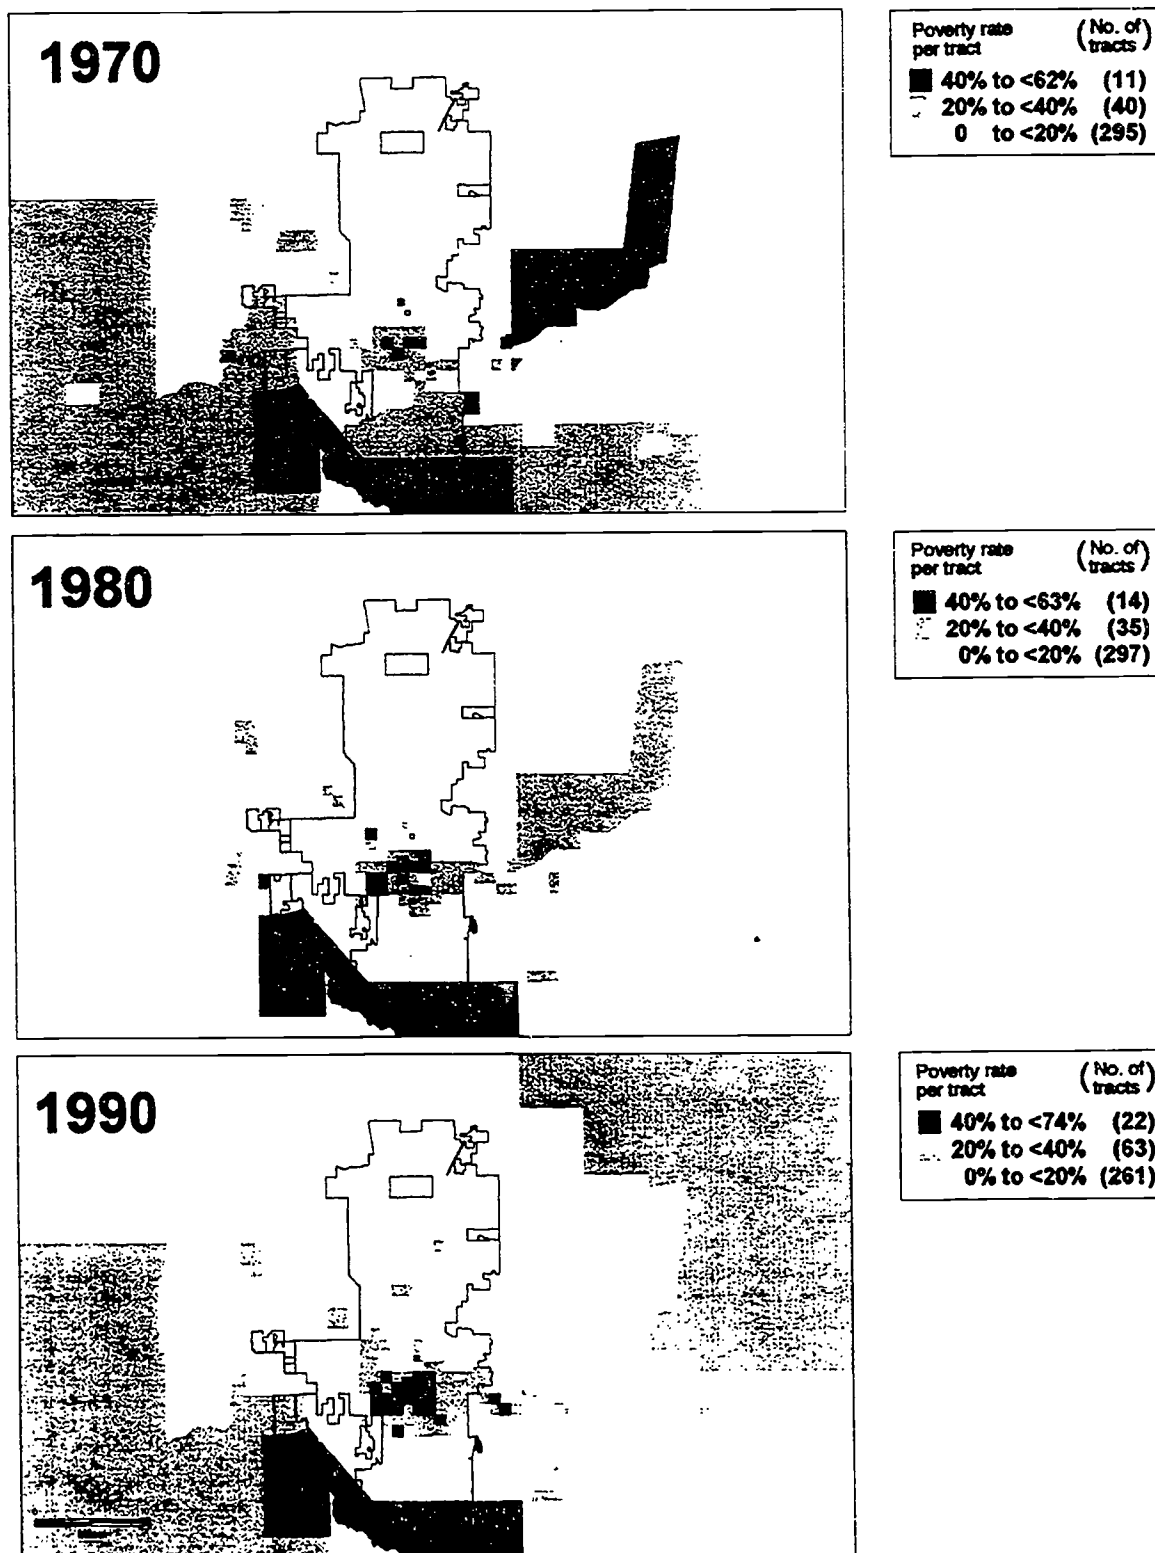 1970
Poverty rate per tract (No. of tracts)
40% to <62% (11)
20% to <40% (40)
0 to <20% (295)
1980
Poverty rate per tract (No. of tracts)
40% to <63% (14)
20% to <40% (35)
0% to <20% (297)
1990
Poverty rate per tract (No. of tracts)
40% to <74% (22)
20% to <40% (63)
0% to <20% (261)